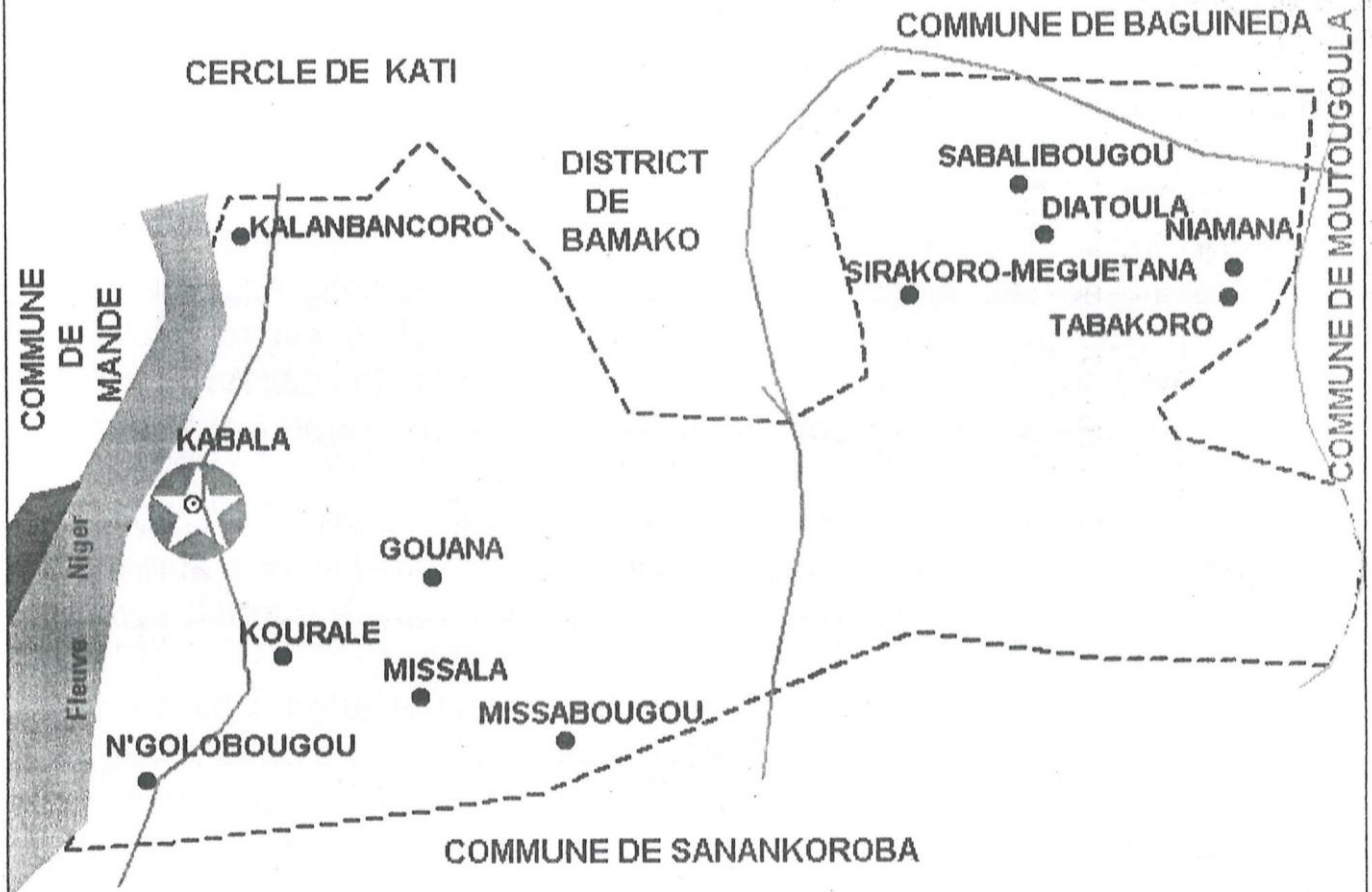 COMMUNE DE BAGUINEDA
CERCLE DE KATI
DISTRICT
DE
BAMAKO
COMMUNE DE MOUTOUGOULA
SABALIBOUGOU
DIATOULA
NIAMANA
SIRAKORO-MEGUETANA
TABAKORO
KALANBANCORO
COMMUNE
DE
MANDE
KABALA
Fleuve Niger
GOUANA
KOURALE
MISSALA
MISSABOUGOU
N'GOLOBOUGOU
COMMUNE DE SANANKOROBA